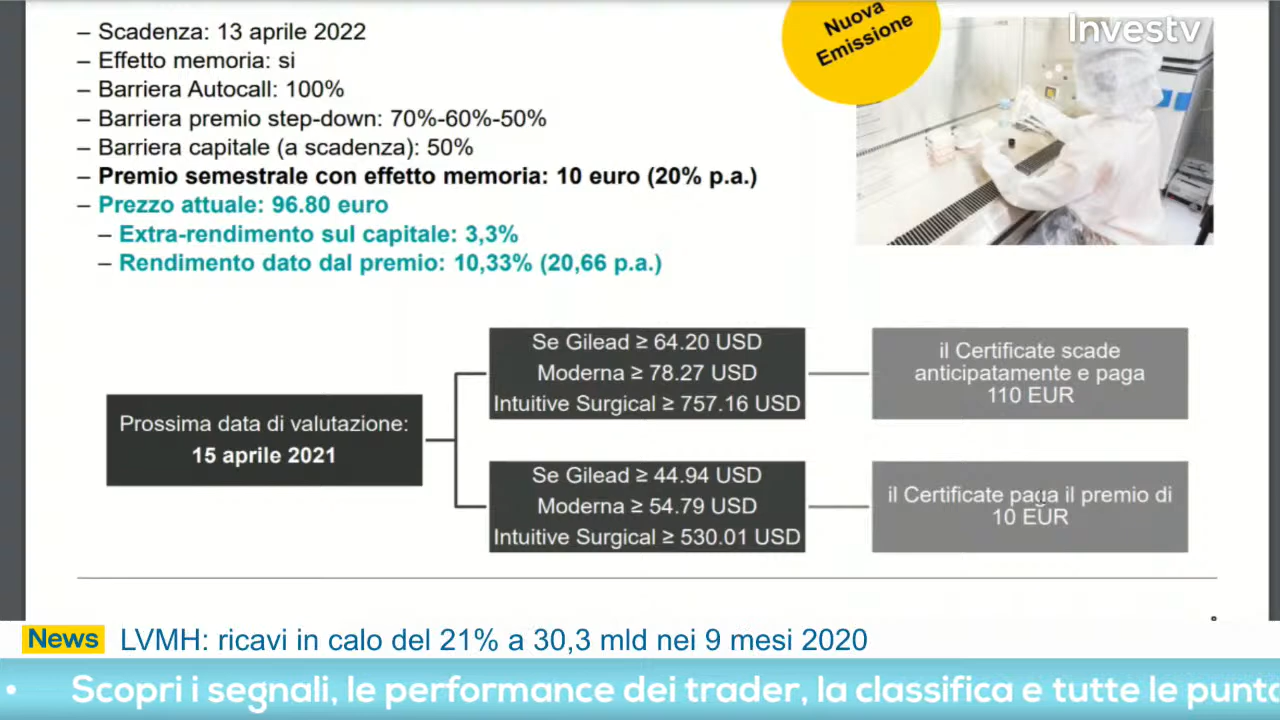 – Scadenza: 13 aprile 2022
– Effetto memoria: si
– Barriera Autocall: 100%
– Barriera premio step-down: 70%-60%-50%
– Barriera capitale (a scadenza): 50%
– Premio semestrale con effetto memoria: 10 euro (20% p.a.)
– Prezzo attuale: 96.80 euro
– Extra-rendimento sul capitale: 3,3%
– Rendimento dato dal premio: 10,33% (20,66 p.a.)
Nuova
Emissione
Investv
Prossima data di valutazione:
15 aprile 2021
Se Gilead ≥ 64.20 USD
Moderna ≥ 78.27 USD
Intuitive Surgical ≥ 757.16 USD
il Certificate scade
anticipatamente e paga
110 EUR
Se Gilead ≥ 44.94 USD
Moderna ≥ 54.79 USD
Intuitive Surgical ≥ 530.01 USD
il Certificate paga il premio di
10 EUR
News LVMH: ricavi in calo del 21% a 30,3 mld nei 9 mesi 2020
• Scopri i segnali, le performance dei trader, la classifica e tutte le